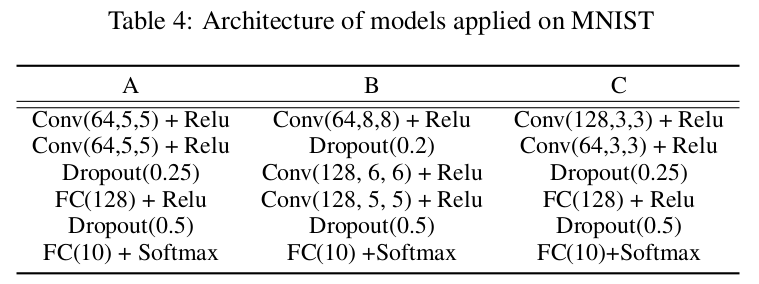 Table 4: Architecture of models applied on MNIST
A B C
Conv(64,5,5) + Relu Conv(64,8,8) + Relu Conv(128,3,3) + Relu
Conv(64,5,5) + Relu Dropout(0.2) Conv(64,3,3) + Relu
Dropout(0.25) Conv(128, 6, 6) + Relu Dropout(0.25)
FC(128) + Relu Conv(128, 5, 5) + Relu FC(128) + Relu
Dropout(0.5) Dropout(0.5) Dropout(0.5)
FC(10) + Softmax FC(10) +Softmax FC(10)+Softmax